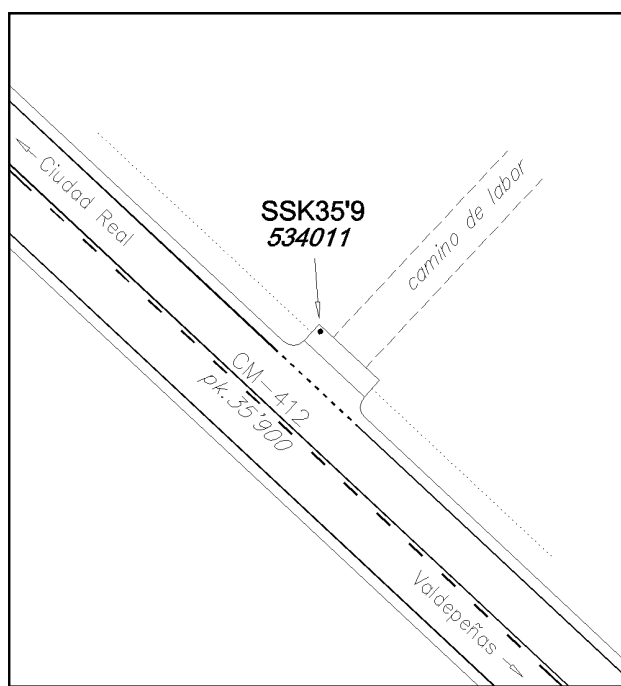 Ciudad Real
SSK35'9
534011
camino de labor
CM-412
pk.35'900
Valdepeñas